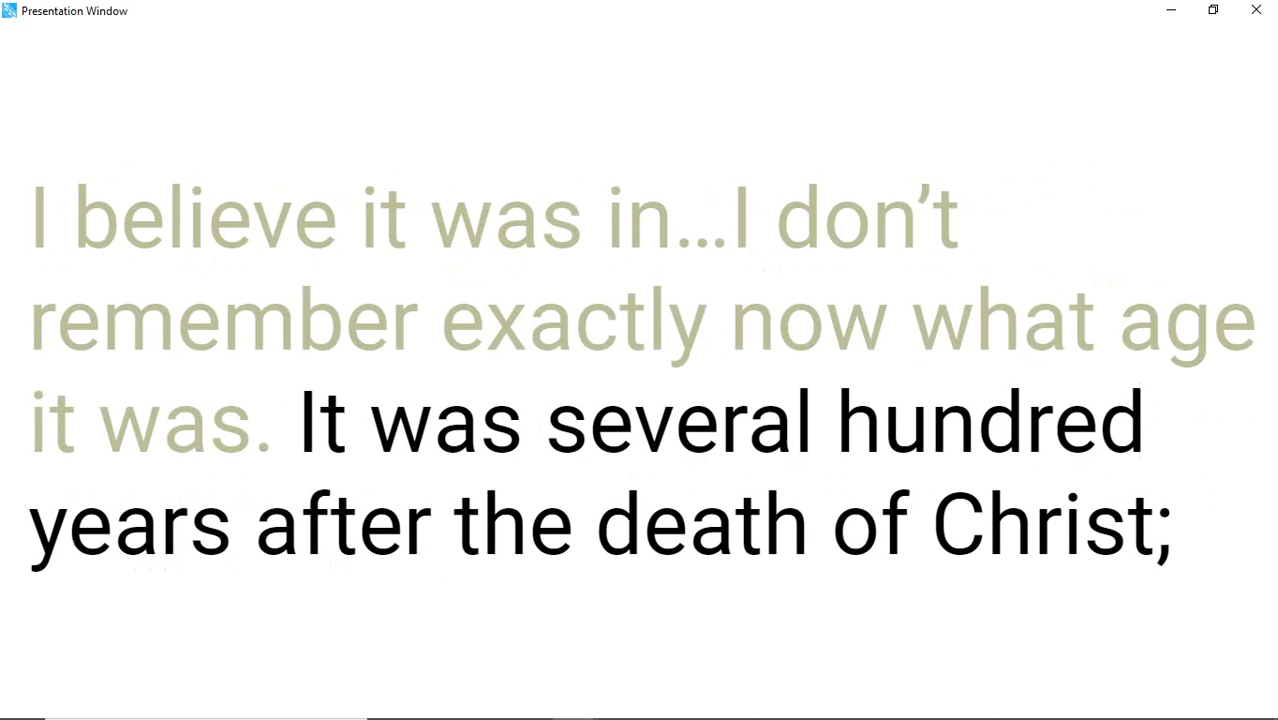 Presentation Window
I believe it was in…I don’t
remember exactly now what age
it was. It was several hundred
years after the death of Christ;